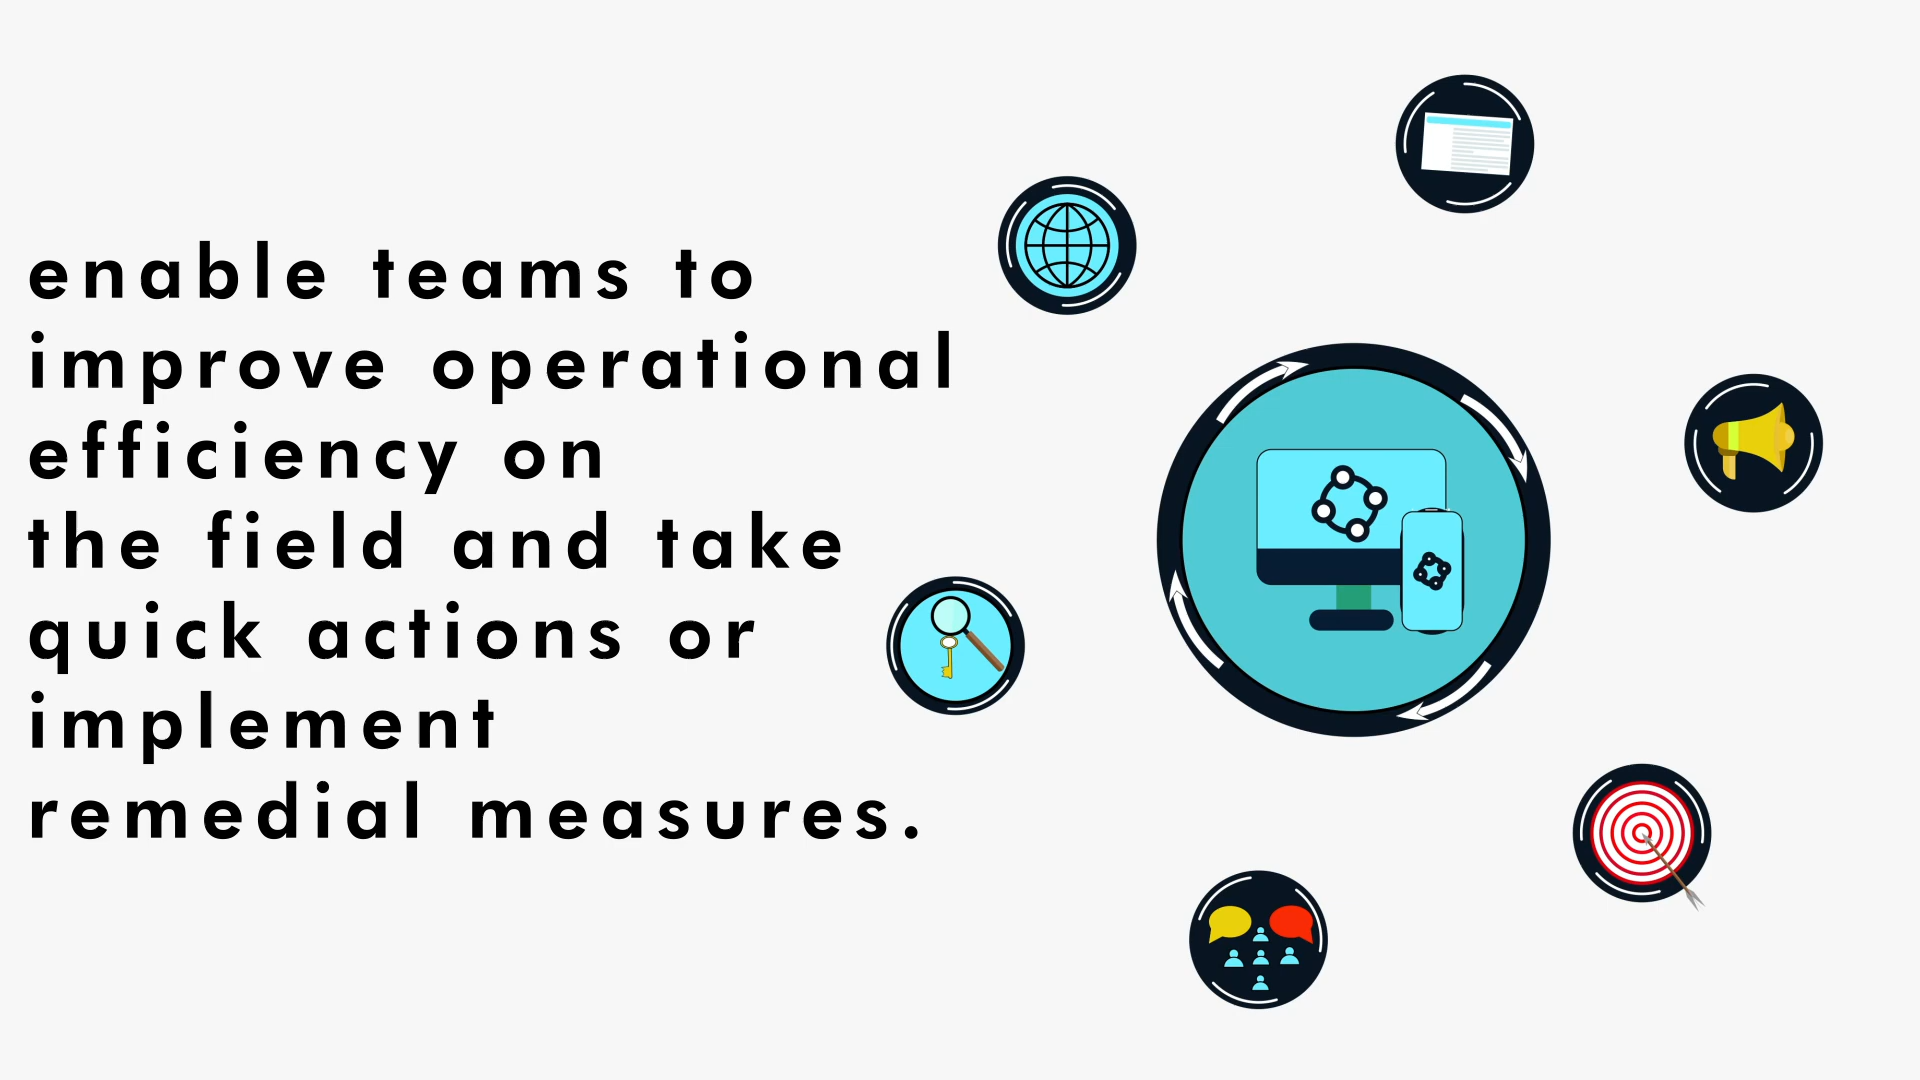 enable teams to
improve operational
efficiency on
the field and take
quick actions or
implement
remedial measures.